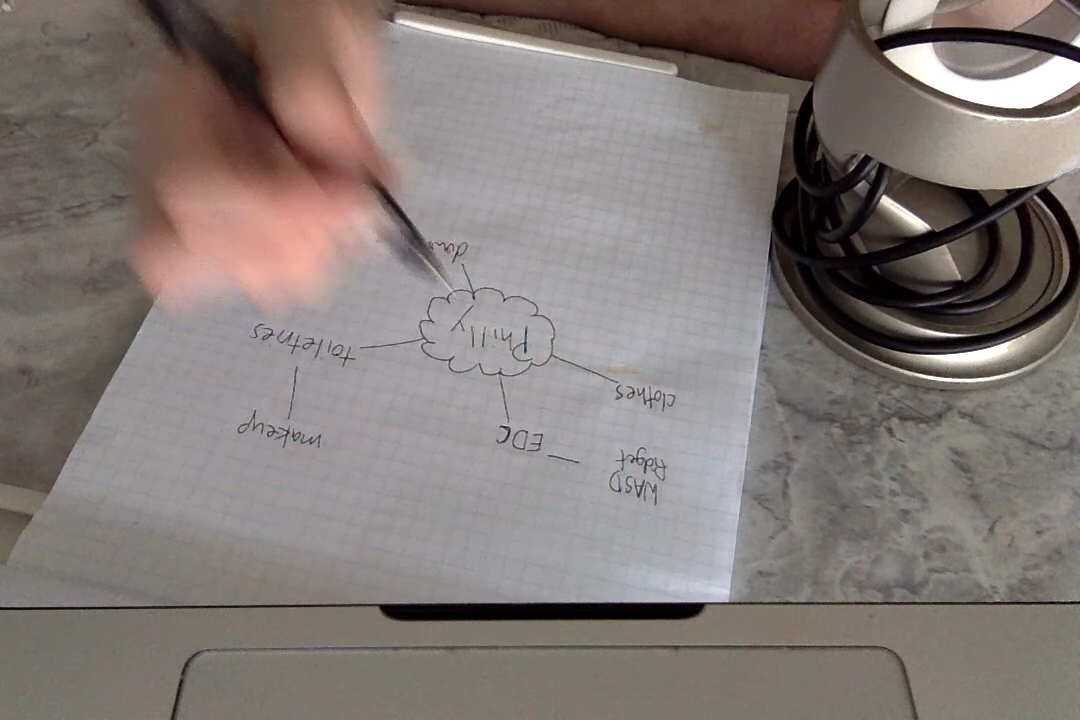 WASD
fidget
EDC
makeup
clothes
toiletries
Philly